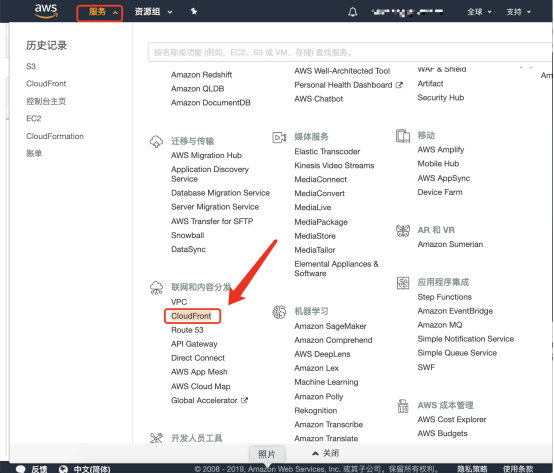 aws
服务
资源组
全球
支持
历史记录
S3
CloudFront
控制台主页
EC2
CloudFormation
账单
按名称或功能 (例如, EC2、S3 或 VM、存储) 查找服务。
Amazon Redshift
Amazon QLDB
Amazon DocumentDB
迁移与传输
AWS Migration Hub
Application Discovery
Service
Database Migration Service
Server Migration Service
AWS Transfer for SFTP
Snowball
DataSync
联网和内容分发
VPC
CloudFront
Route 53
API Gateway
Direct Connect
AWS App Mesh
AWS Cloud Map
Global Accelerator
开发人员工具
AWS Well-Architected Tool
Personal Health Dashboard
AWS Chatbot
媒体服务
Elastic Transcoder
Kinesis Video Streams
MediaConnect
MediaConvert
MediaLive
MediaPackage
MediaStore
MediaTailor
Elemental Appliances &
Software
机器学习
Amazon SageMaker
Amazon Comprehend
AWS DeepLens
Amazon Lex
Machine Learning
Amazon Polly
Rekognition
Amazon Transcribe
Amazon Translate
WAF & Shield
Artifact
Security Hub
移动
AWS Amplify
Mobile Hub
AWS AppSync
Device Farm
AR 和 VR
Amazon Sumerian
应用程序集成
Step Functions
Amazon EventBridge
Amazon MQ
Simple Notification Service
Simple Queue Service
SWF
AWS 成本管理
AWS Cost Explorer
AWS Budgets
Am
照片
关闭
反馈
中文(简体)
© 2008 - 2019, Amazon Web Services, Inc. 或其子公司。保留所有权利。
隐私策略
使用条款